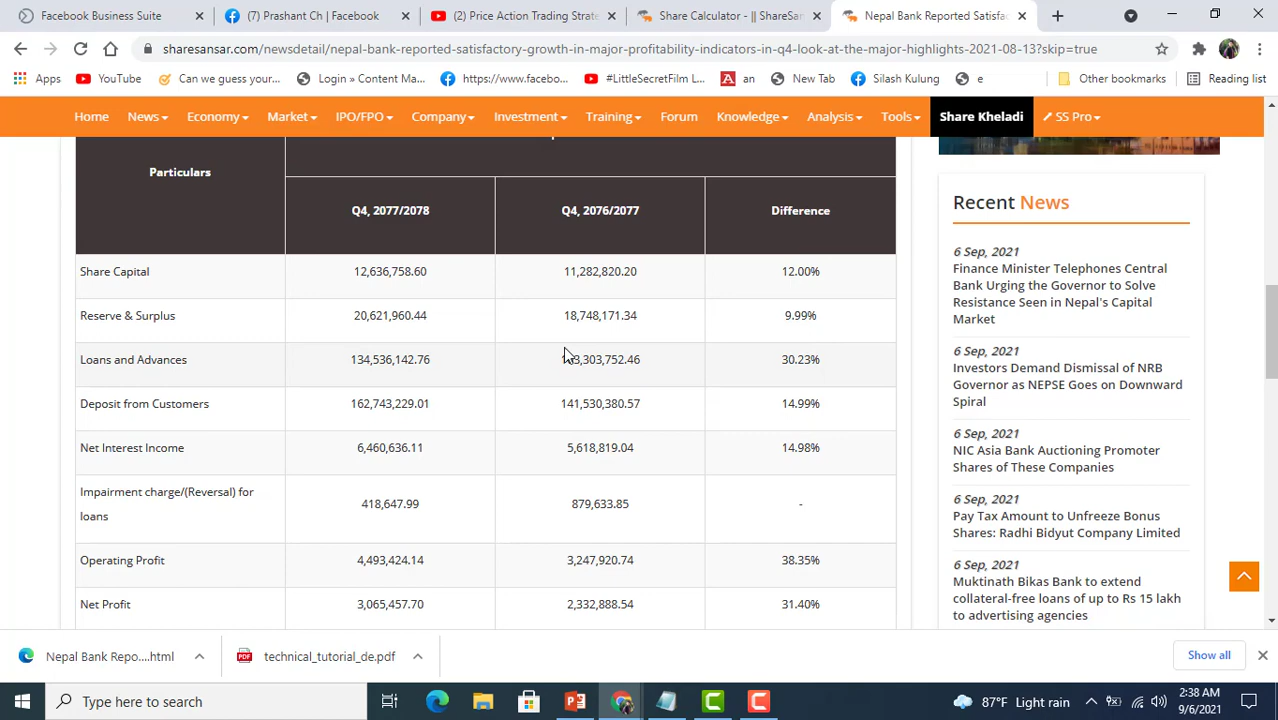 Facebook Business Suite
(7) Prashant Ch | Facebook
(2) Price Action Trading Strate
Share Calculator - || ShareSan
Nepal Bank Reported Satisfac
sharesansar.com/newsdetail/nepal-bank-reported-satisfactory-growth-in-major-profitability-indicators-in-q4-look-at-the-major-highlights-2021-08-13?skip=true
Apps YouTube Can we guess your... Login » Content Ma... https://www.facebo... #LittleSecretFilm I... an New Tab Silash Kulung e Other bookmarks Reading list
Home News Economy Market IPO/FPO Company Investment Training Forum Knowledge Analysis Tools Share Kheladi SS Pro
Particulars
Q4, 2077/2078 Q4, 2076/2077 Difference
Share Capital 12,636,758.60 11,282,820.20 12.00%
Reserve & Surplus 20,621,960.44 18,748,171.34 9.99%
Loans and Advances 134,536,142.76 30.23%
Deposit from Customers 162,743,229.01 141,530,380.57 14.99%
Net Interest Income 6,460,636.11 5,618,819.04 14.98%
Impairment charge/(Reversal) for
loans 418,647.99 879,633.85 -
Operating Profit 4,493,424.14 3,247,920.74 38.35%
Net Profit 3,065,457.70 2,332,888.54 31.40%
Recent News
6 Sep, 2021
Finance Minister Telephones Central
Bank Urging the Governor to Solve
Resistance Seen in Nepal's Capital
Market
6 Sep, 2021
Investors Demand Dismissal of NRB
Governor as NEPSE Goes on Downward
Spiral
6 Sep, 2021
NIC Asia Bank Auctioning Promoter
Shares of These Companies
6 Sep, 2021
Pay Tax Amount to Unfreeze Bonus
Shares: Radhi Bidyut Company Limited
6 Sep, 2021
Muktinath Bikas Bank to extend
collateral-free loans of up to Rs 15 lakh
to advertising agencies
Nepal Bank Repo....html
PDF technical_tutorial_de.pdf
Show all
Type here to search
87°F Light rain
2:38 AM
9/6/2021